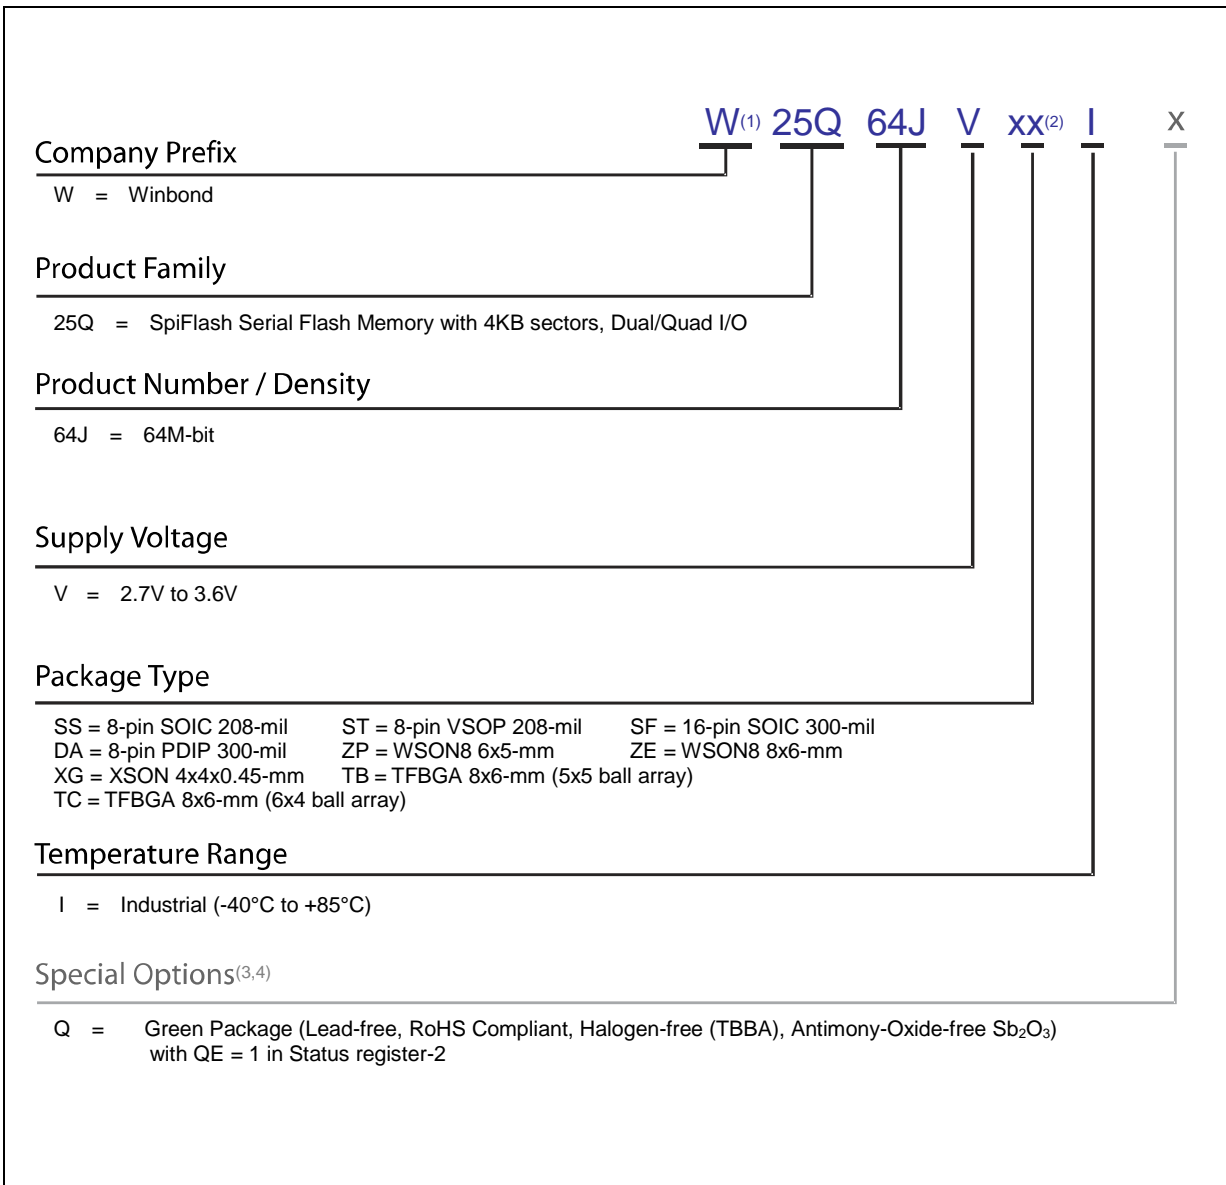 W(1) 25Q 64J V xx(2) I x
Company Prefix
W = Winbond
Product Family
25Q = SpiFlash Serial Flash Memory with 4KB sectors, Dual/Quad I/O
Product Number / Density
64J = 64M-bit
Supply Voltage
V = 2.7V to 3.6V
Package Type
SS = 8-pin SOIC 208-mil ST = 8-pin VSOP 208-mil SF = 16-pin SOIC 300-mil
DA = 8-pin PDIP 300-mil ZP = WSON8 6x5-mm ZE = WSON8 8x6-mm
XG = XSON 4x4x0.45-mm TB = TFBGA 8x6-mm (5x5 ball array)
TC = TFBGA 8x6-mm (6x4 ball array)
Temperature Range
I = Industrial (-40°C to +85°C)
Special Options(3,4)
Q = Green Package (Lead-free, RoHS Compliant, Halogen-free (TBBA), Antimony-Oxide-free Sb₂O₃)
with QE = 1 in Status register-2